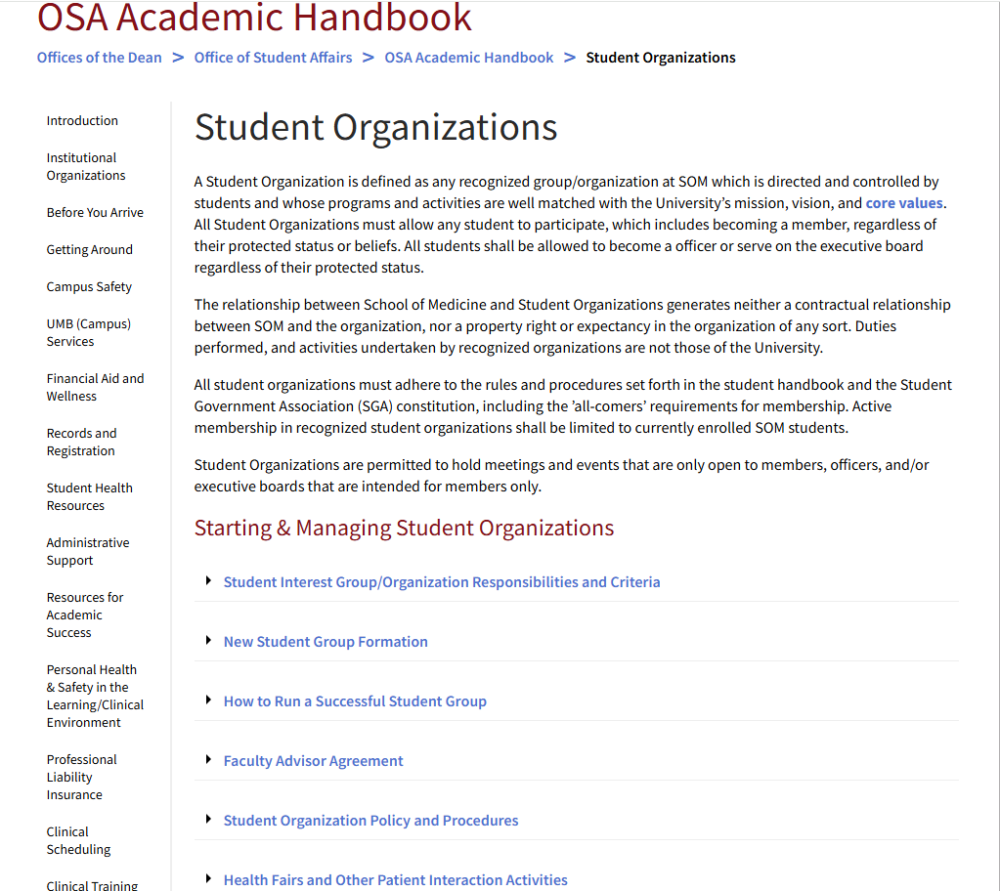 OSA Academic Handbook
Offices of the Dean > Office of Student Affairs > OSA Academic Handbook > Student Organizations
Introduction
Institutional
Organizations
Before You Arrive
Getting Around
Campus Safety
UMB (Campus)
Services
Financial Aid and
Wellness
Records and
Registration
Student Health
Resources
Administrative
Support
Resources for
Academic
Success
Personal Health
& Safety in the
Learning/Clinical
Environment
Professional
Liability
Insurance
Clinical
Scheduling
Clinical Training
Student Organizations
A Student Organization is defined as any recognized group/organization at SOM which is directed and controlled by
students and whose programs and activities are well matched with the University’s mission, vision, and core values.
All Student Organizations must allow any student to participate, which includes becoming a member, regardless of
their protected status or beliefs. All students shall be allowed to become a officer or serve on the executive board
regardless of their protected status.
The relationship between School of Medicine and Student Organizations generates neither a contractual relationship
between SOM and the organization, nor a property right or expectancy in the organization of any sort. Duties
performed, and activities undertaken by recognized organizations are not those of the University.
All student organizations must adhere to the rules and procedures set forth in the student handbook and the Student
Government Association (SGA) constitution, including the ’all-comers’ requirements for membership. Active
membership in recognized student organizations shall be limited to currently enrolled SOM students.
Student Organizations are permitted to hold meetings and events that are only open to members, officers, and/or
executive boards that are intended for members only.
Starting & Managing Student Organizations
Student Interest Group/Organization Responsibilities and Criteria
New Student Group Formation
How to Run a Successful Student Group
Faculty Advisor Agreement
Student Organization Policy and Procedures
Health Fairs and Other Patient Interaction Activities